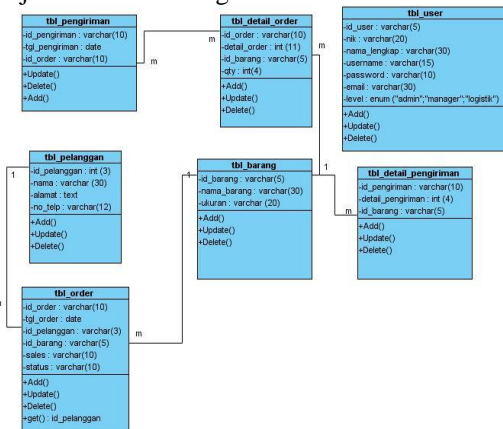 tbl_pengiriman
-id_pengiriman : varchar(10)
-tgl_pengiriman : date
-id_order : varchar(10)
+Update()
+Delete()
+Add()
m
m
tbl_detail_order
-id_order : varchar(10)
-detail_order : int (11)
-id_barang : varchar(5)
-qty : int(4)
+Add()
+Update()
+Delete()
m
tbl_user
-id_user : varchar(5)
-nik : varchar(20)
-nama_lengkap : varchar(30)
-username : varchar(15)
-password : varchar(10)
-email : varchar(30)
-level : enum ("admin";"manager";"logistik")
+Add()
+Update()
+Delete()
tbl_pelanggan
-id_pelanggan : int (3)
-nama : varchar (30)
-alamat : text
-no_telp : varchar(12)
+Add()
+Update()
+Delete()
1
tbl_barang
-id_barang : varchar(5)
-nama_barang : varchar(30)
-ukuran : varchar (20)
+Add()
+Update()
+Delete()
1
1
m
tbl_detail_pengiriman
-id_pengiriman : varchar(10)
-detail_pengiriman : int (4)
-id_barang : varchar(5)
+Add()
+Update()
+Delete()
tbl_order
-id_order : varchar(10)
-tgl_order : date
-id_pelanggan : varchar(3)
-id_barang : varchar(5)
-sales : varchar(10)
-status : varchar(10)
+Add()
+Update()
+Delete()
+get() : id_pelanggan
m